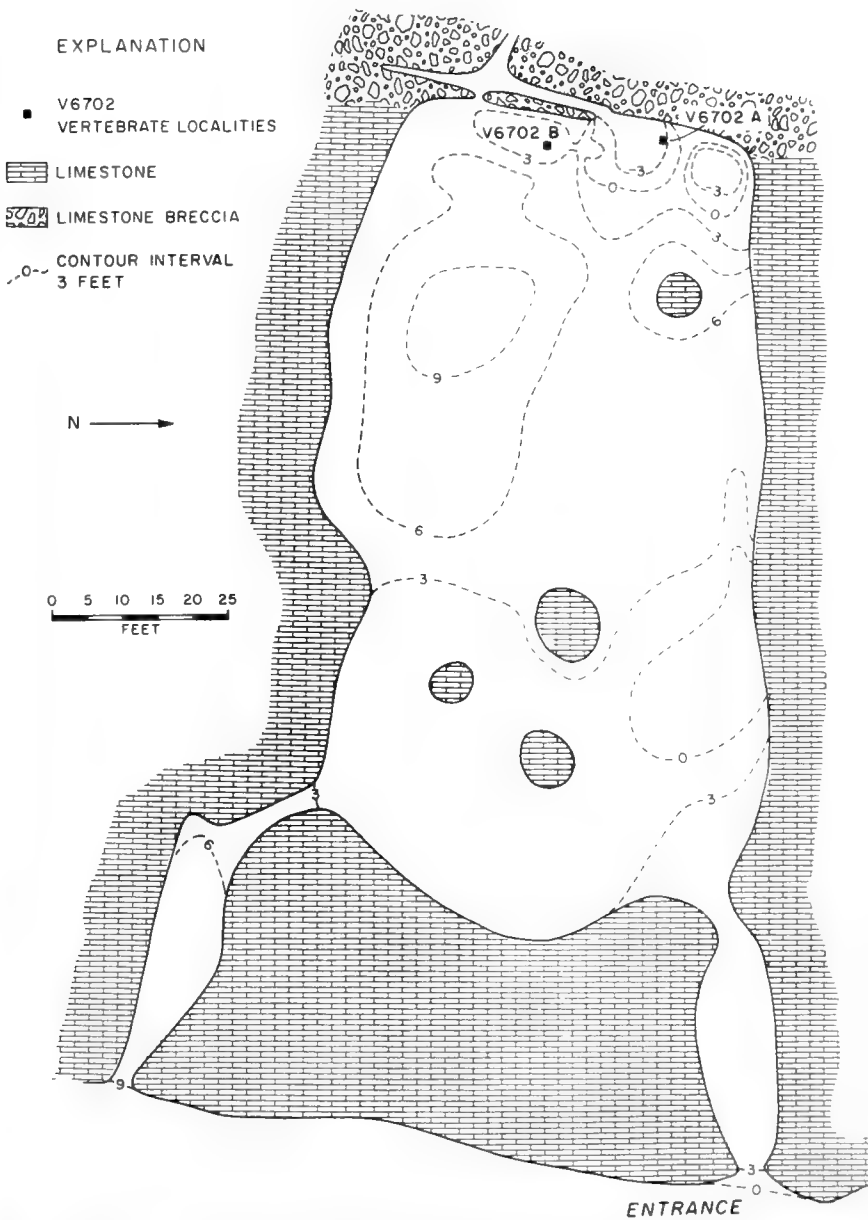 EXPLANATION
V6702
VERTEBRATE LOCALITIES
LIMESTONE
LIMESTONE BRECCIA
0
CONTOUR INTERVAL
3 FEET
V6702 A
V6702 B
3
3
3
0
0
3
6
9
N
6
3
0 5 10 15 20 25
FEET
0
3
3
6
9
3
0
ENTRANCE